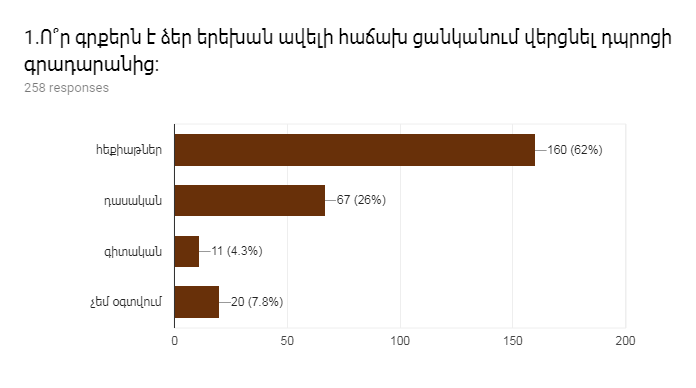 1.Ո՞ր գրքերն է ձեր երեխան ավելի հաճախ ցանկանում վերցնել դպրոցի
գրադարանից:
258 responses
հեքիաթներ
160 (62%)
դասական
67 (26%)
գիտական
11 (4.3%)
չեմ օգտվում
20 (7.8%)
0 50 100 150 200